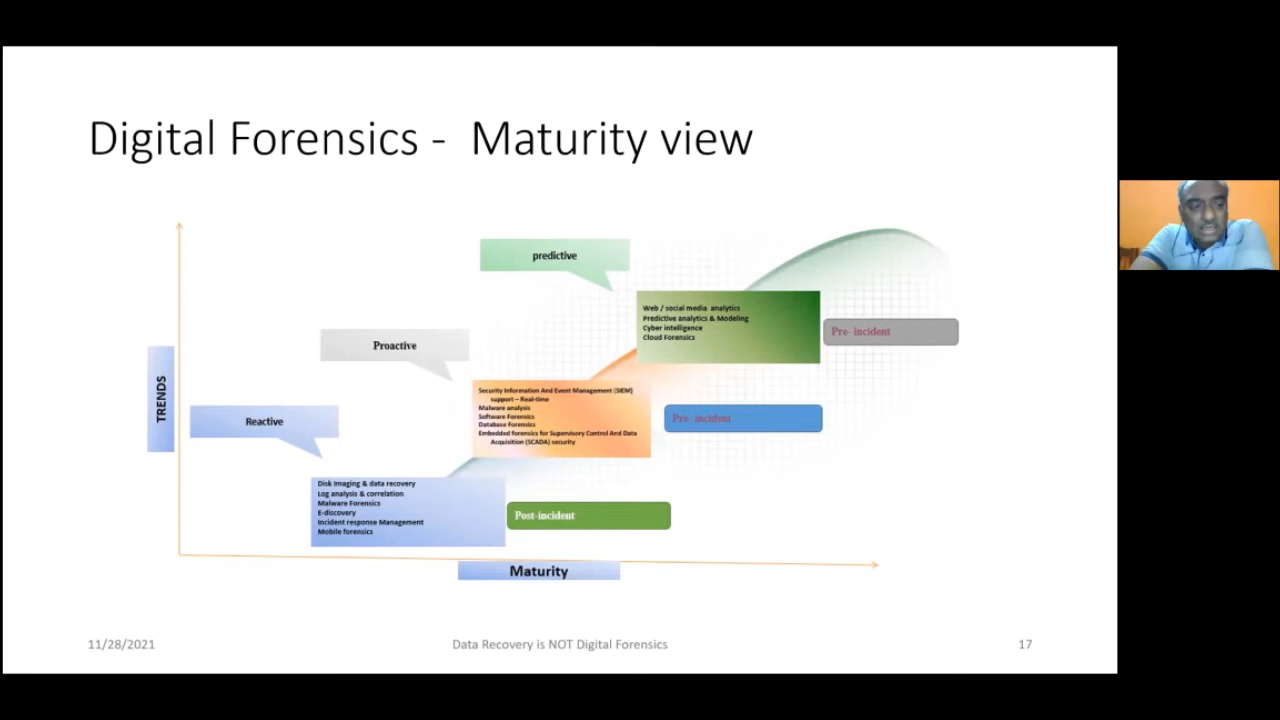 Digital Forensics -  Maturity view
predictive
Web / social media  analytics
Predictive analytics & Modeling
Cyber intelligence
Cloud Forensics
Pre- incident
Proactive
Security Information And Event Management (SIEM)
support – Real-time
Malware analysis
Software Forensics
Database Forensics
Embedded forensics for Supervisory Control And Data
Acquisition (SCADA) security
Pre- incident
TRENDS
Reactive
Disk Imaging & data recovery
Log analysis & correlation
Malware Forensics
E-discovery
Incident response Management
Mobile forensics
Post-incident
Maturity
11/28/2021
Data Recovery is NOT Digital Forensics
17